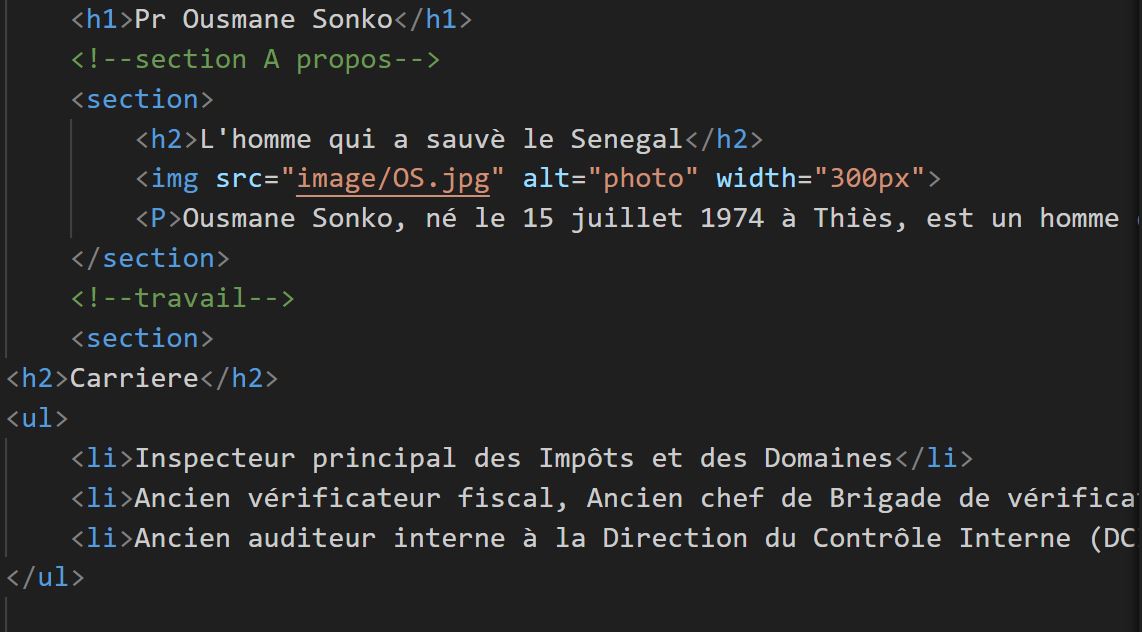 <h1>Pr Ousmane Sonko</h1>
<!--section A propos-->
<section>
<h2>L'homme qui a sauvè le Senegal</h2>
<img src="image/OS.jpg" alt="photo" width="300px">
<P>Ousmane Sonko, né le 15 juillet 1974 à Thiès, est un homme
</section>
<!--travail-->
<section>
<h2>Carriere</h2>
<ul>
<li>Inspecteur principal des Impôts et des Domaines</li>
<li>Ancien vérificateur fiscal, Ancien chef de Brigade de vérifica
<li>Ancien auditeur interne à la Direction du Contrôle Interne (DC
</ul>